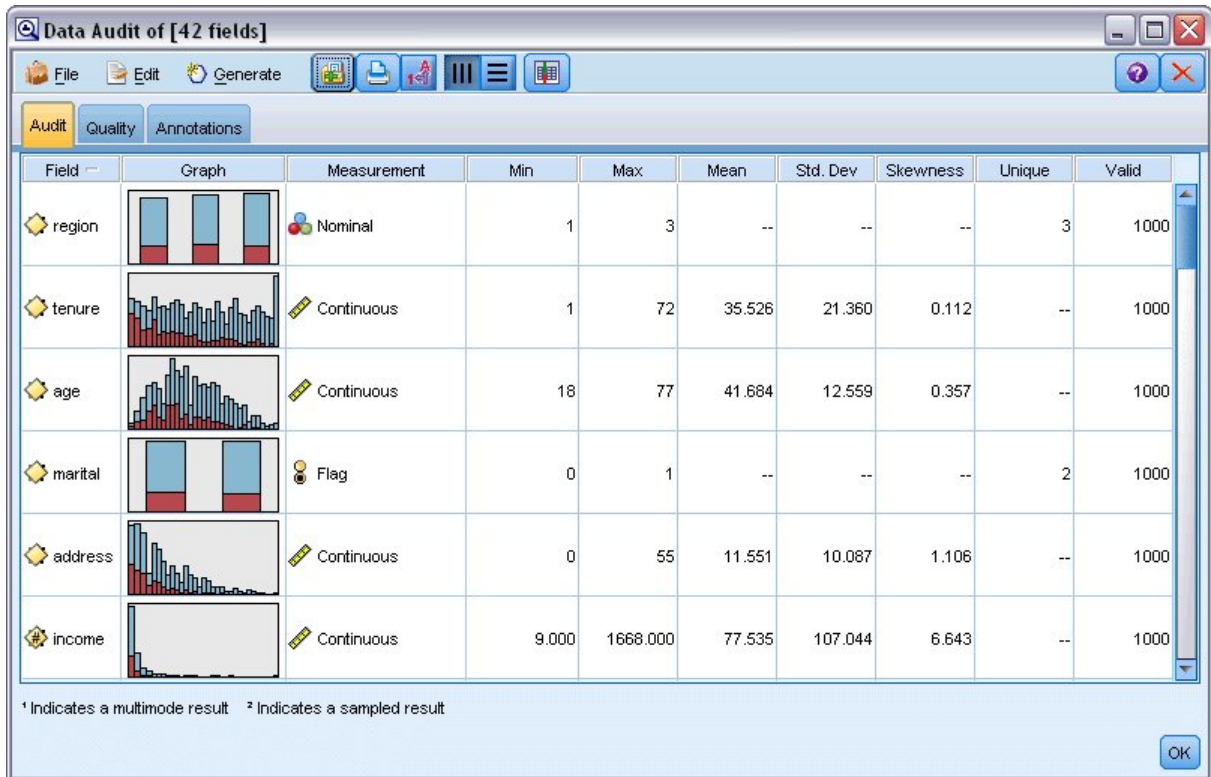 Data Audit of [42 fields]
File Edit Generate
Audit Quality Annotations
Field Graph Measurement Min Max Mean Std. Dev Skewness Unique Valid
region Nominal 1 3 -- -- -- 3 1000
tenure Continuous 1 72 35.526 21.360 0.112 -- 1000
age Continuous 18 77 41.684 12.559 0.357 -- 1000
marital Flag 0 1 -- -- -- 2 1000
address Continuous 0 55 11.551 10.087 1.106 -- 1000
income Continuous 9.000 1668.000 77.535 107.044 6.643 -- 1000
¹ Indicates a multimode result ² Indicates a sampled result
OK